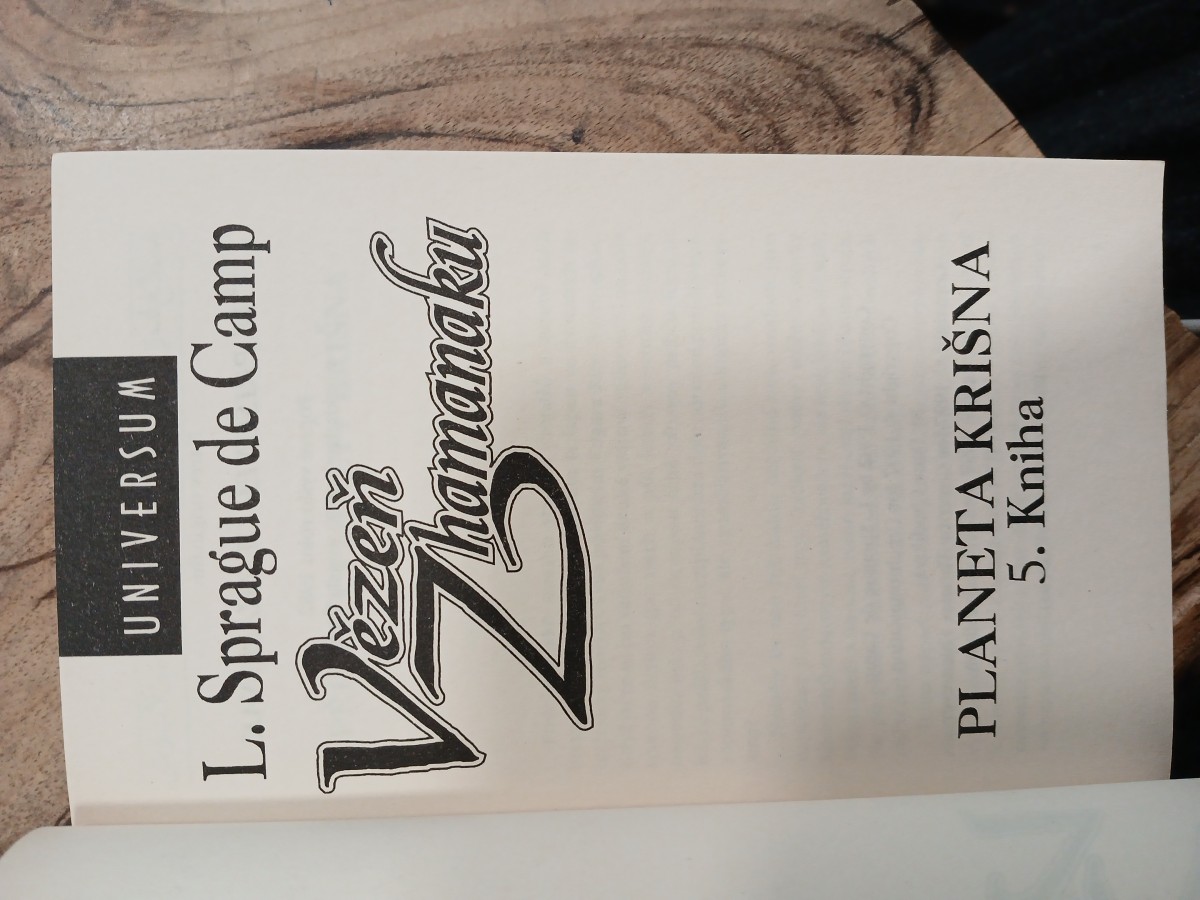 UNIVERSUM
L. Sprague de Camp
Vězeň
Zhamanaku
PLANETA KRIŠNA
5. Kniha